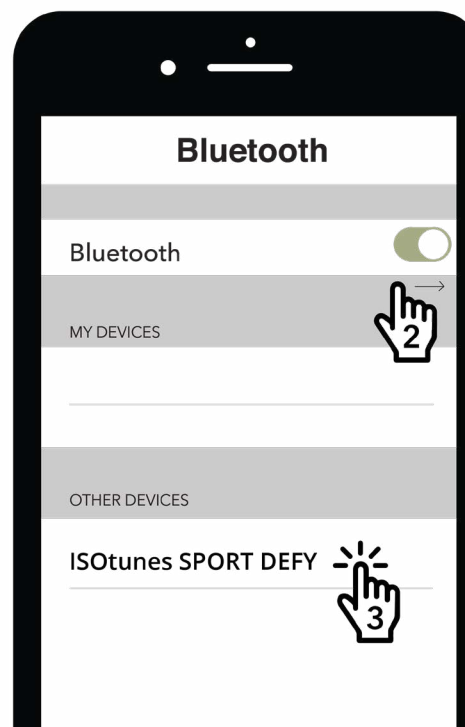 Bluetooth
Bluetooth
2
MY DEVICES
OTHER DEVICES
ISOtunes SPORT DEFY
3